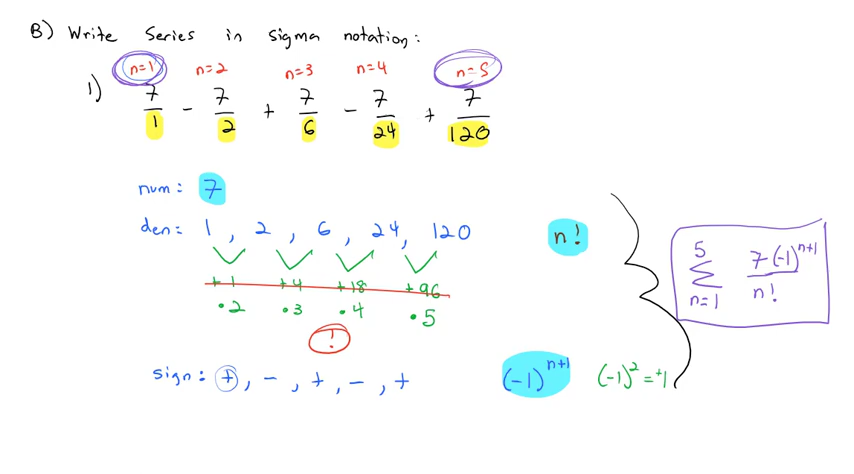 B) Write Series in sigma notation:
n=1 n=2 n=3 n=4 n=5
1) 7/1 - 7/2 + 7/6 - 7/24 + 7/120
num: 7
den: 1, 2, 6, 24, 120 n!
+1 +4 +18 +96
·2 ·3 ·4 ·5
!
5 ∑ n=1 7(-1)^n+1 / n!
sign: +, -, +, -, + (-1)^n+1 (-1)^2 = +1